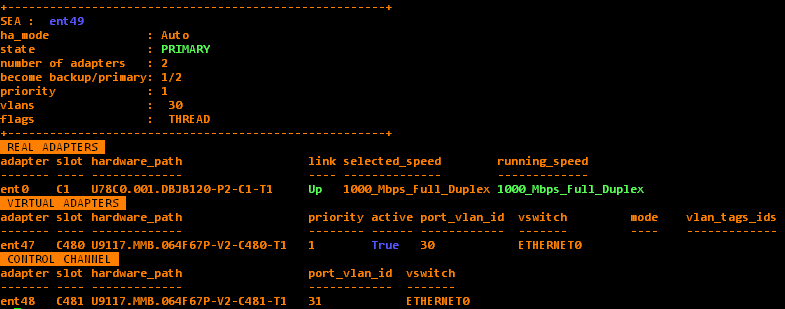 +------------------------------------------------------+
SEA :  ent49
ha_mode              : Auto
state                : PRIMARY
number of adapters   : 2
become backup/primary: 1/2
priority             : 1
vlans                :  30
flags                :  THREAD
+------------------------------------------------------+
REAL ADAPTERS
adapter slot hardware_path                  link selected_speed        running_speed
------- ---- -------------                  ---- --------------        -------------
ent0    C1   U78C0.001.DBJB120-P2-C1-T1     Up   1000_Mbps_Full_Duplex 1000_Mbps_Full_Duplex
VIRTUAL ADAPTERS
adapter slot hardware_path                  priority active port_vlan_id  vswitch         mode    vlan_tags_ids
------- ---- -------------                  -------- ------ ------------  -------         ----    -------------
ent47   C480 U9117.MMB.064F67P-V2-C480-T1   1        True   30            ETHERNET0
CONTROL CHANNEL
adapter slot hardware_path                  port_vlan_id  vswitch
------- ---- -------------                  ------------  -------
ent48   C481 U9117.MMB.064F67P-V2-C481-T1   31            ETHERNET0